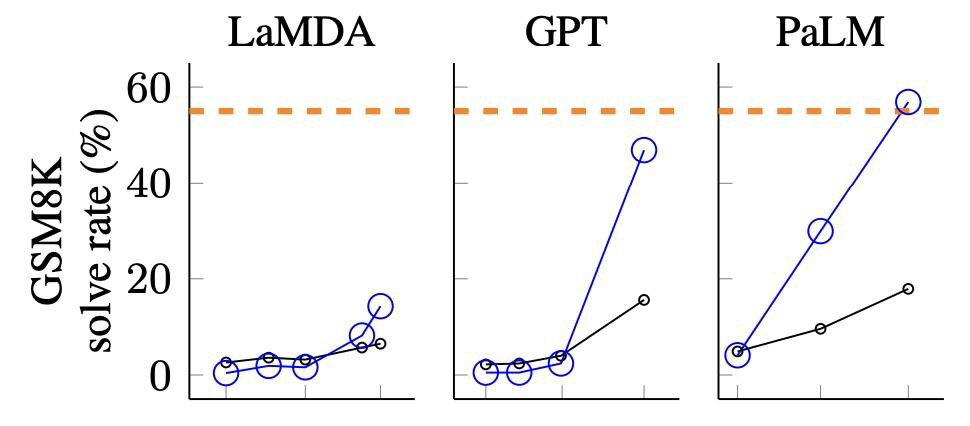 LaMDA
GPT
PaLM
GSM8K
solve rate (%)
60
40
20
0